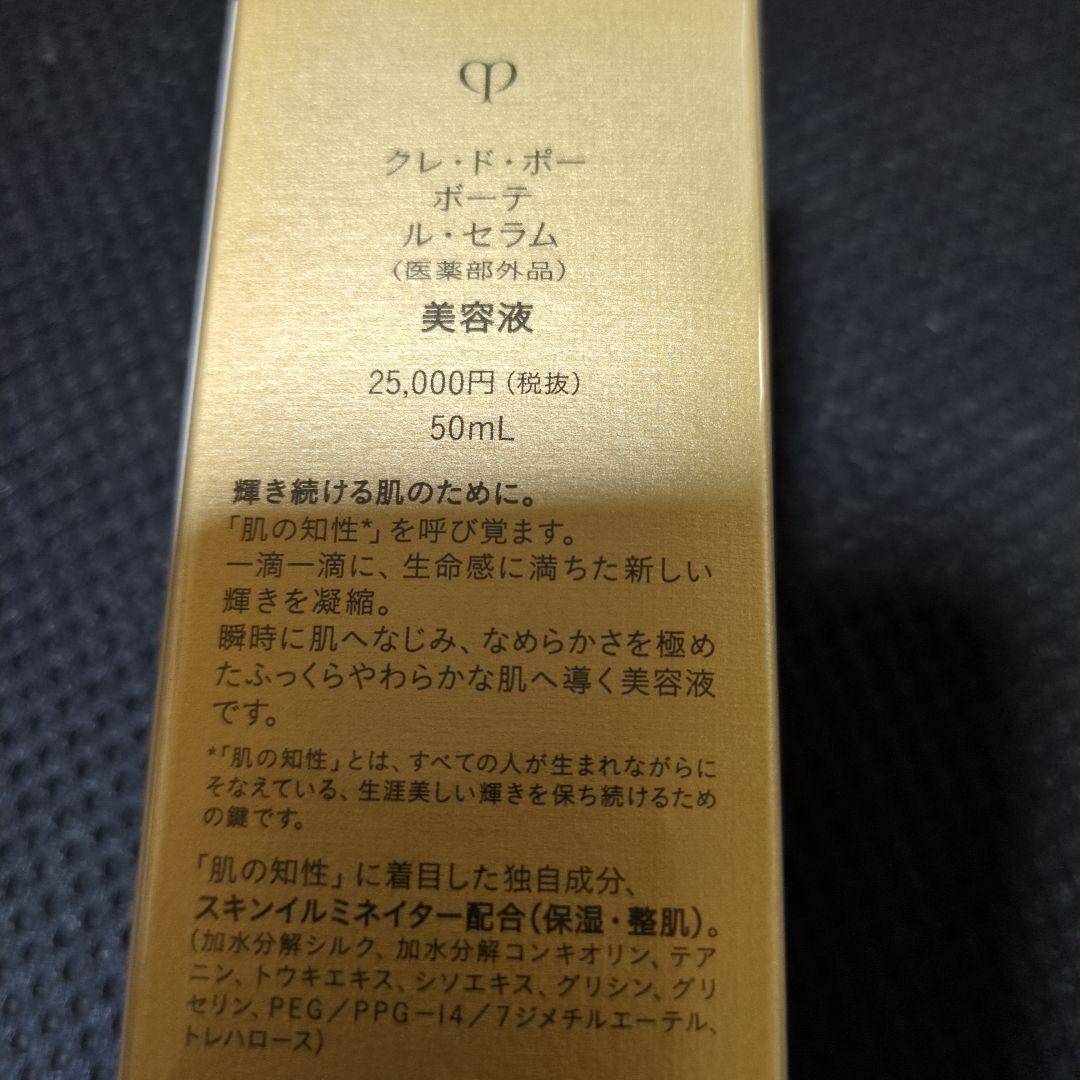 クレ・ド・ポー
ボーテ
ル・セラム
(医薬部外品)
美容液
25,000円(税抜)
50mL
輝き続ける肌のために。
「肌の知性*」を呼び覚ます。
一滴一滴に、生命感に満ちた新しい
輝きを凝縮。
瞬時に肌へなじみ、なめらかさを極め
たふっくらやわらかな肌へ導く美容液
です。
*「肌の知性」とは、すべての人が生まれながらに
そなえている、生涯美しい輝きを保ち続けるため
の鍵です。
「肌の知性」に着目した独自成分、
スキンイルミネイター配合(保湿・整肌)。
(加水分解シルク、加水分解コンキオリン、テア
ニン、トウキエキス、シソエキス、グリシン、グリ
セリン、PEG/PPG-14/7ジメチルエーテル、
トレハロース)